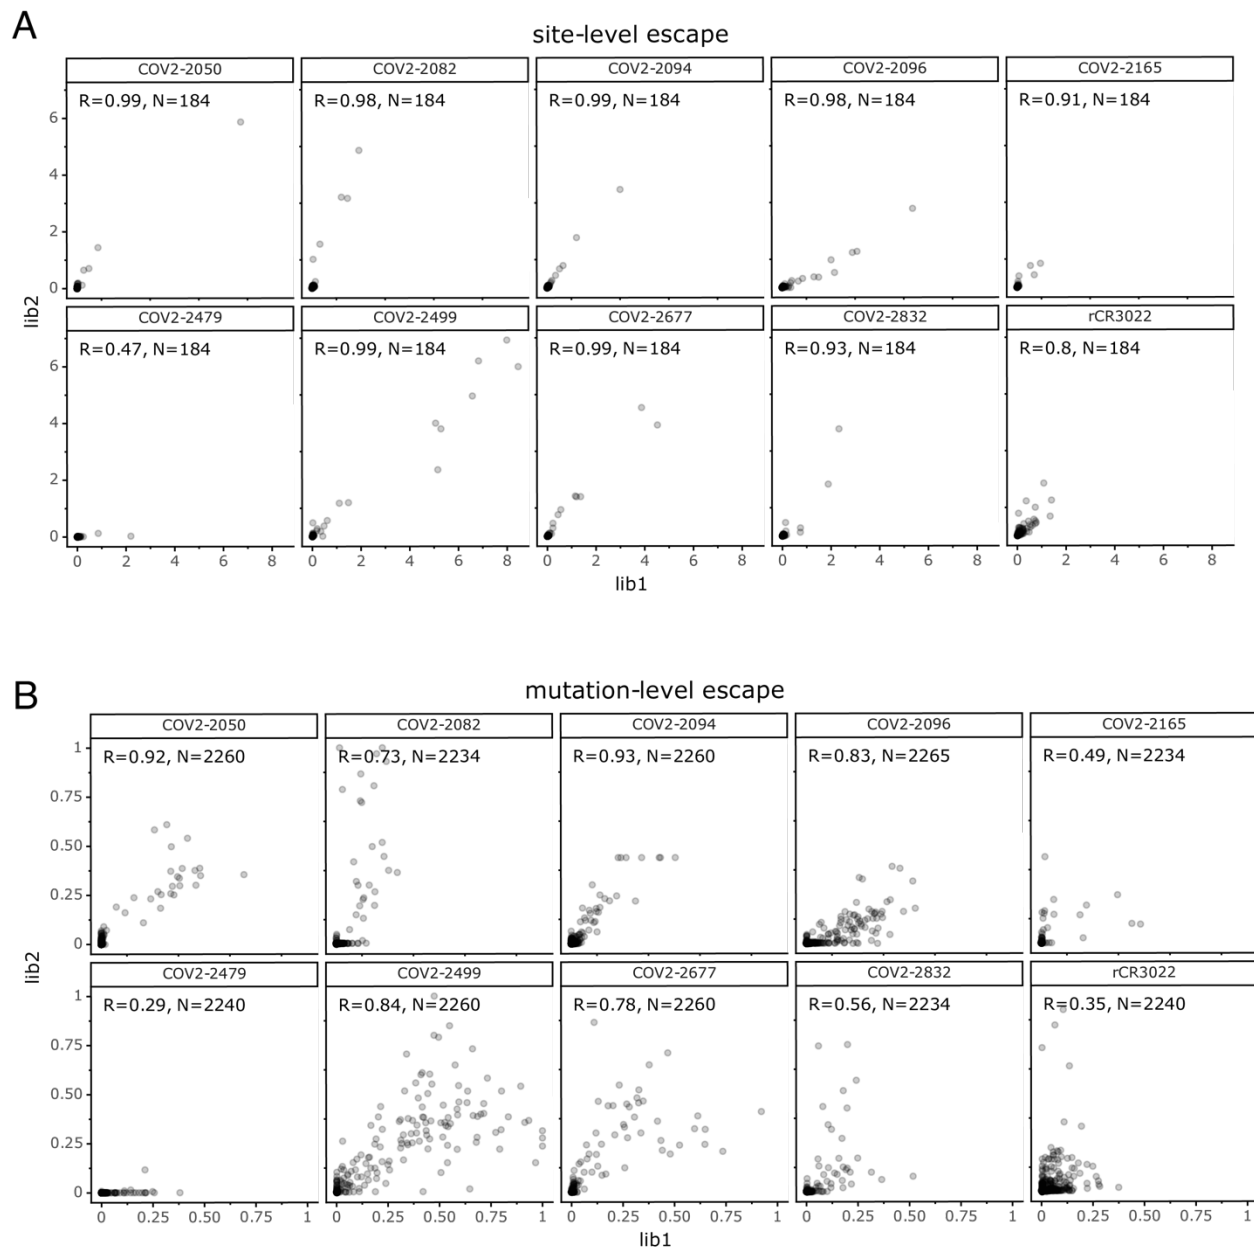 A
site-level escape
COV2-2050 COV2-2082 COV2-2094 COV2-2096 COV2-2165
R=0.99, N=184 R=0.98, N=184 R=0.99, N=184 R=0.98, N=184 R=0.91, N=184
6
4
2
0
lib2
COV2-2479 COV2-2499 COV2-2677 COV2-2832 rCR3022
R=0.47, N=184 R=0.99, N=184 R=0.99, N=184 R=0.93, N=184 R=0.8, N=184
6
4
2
0
0 2 4 6 8 0 2 4 6 8 0 2 4 6 8 0 2 4 6 8 0 2 4 6 8
lib1
B
mutation-level escape
COV2-2050 COV2-2082 COV2-2094 COV2-2096 COV2-2165
R=0.92, N=2260 R=0.73, N=2234 R=0.93, N=2260 R=0.83, N=2265 R=0.49, N=2234
1
0.75
0.50
0.25
0
lib2
COV2-2479 COV2-2499 COV2-2677 COV2-2832 rCR3022
R=0.29, N=2240 R=0.84, N=2260 R=0.78, N=2260 R=0.56, N=2234 R=0.35, N=2240
1
0.75
0.50
0.25
0
0 0.25 0.50 0.75 1 0 0.25 0.50 0.75 1 0 0.25 0.50 0.75 1 0 0.25 0.50 0.75 1 0 0.25 0.50 0.75 1
lib1